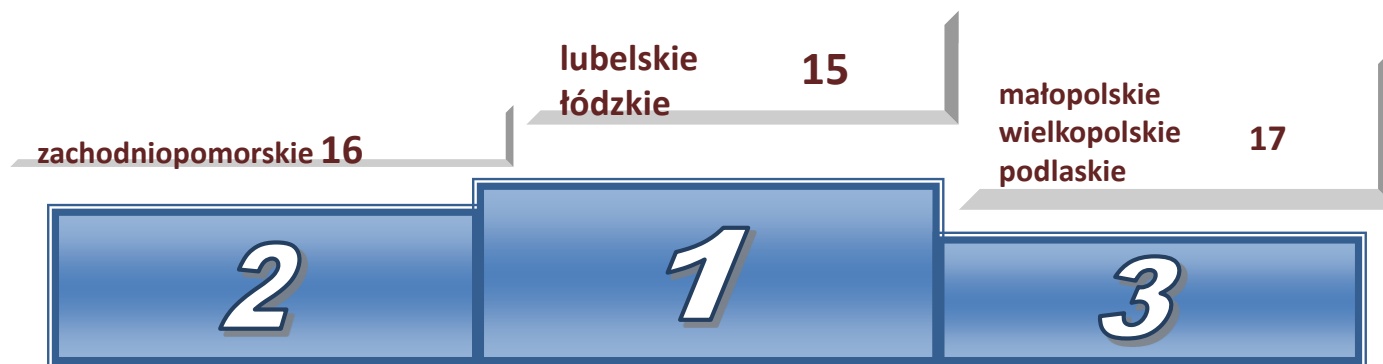 zachodniopomorskie 16
lubelskie
łódzkie
15
małopolskie
wielkopolskie
podlaskie
17
2
1
3